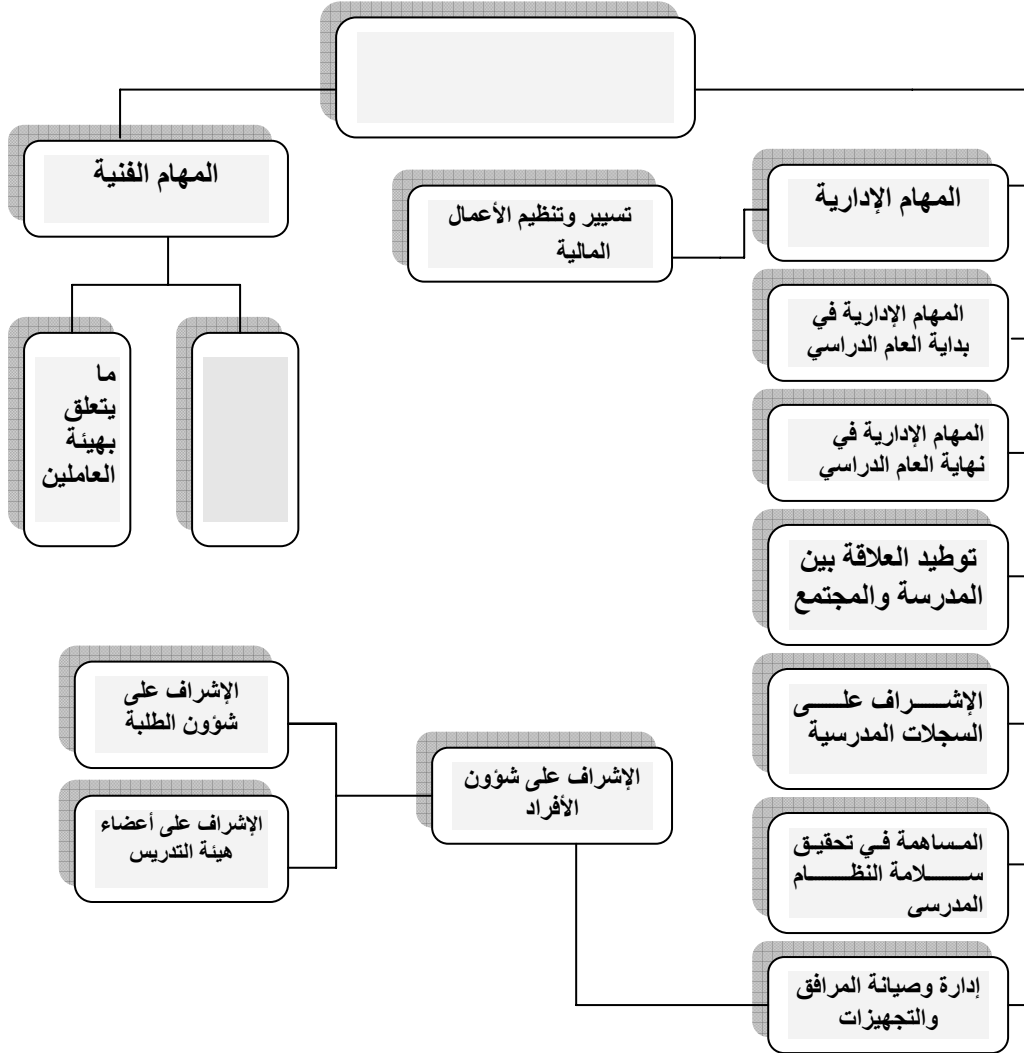 المهام الإدارية
المهام الفنية
تسيير وتنظيم الأعمال
المالية
المهام الإدارية في
بداية العام الدراسي
المهام الإدارية في
نهاية العام الدراسي
ما
يتعلق
بهيئة
العاملين
توطيد العلاقة بين
المدرسة والمجتمع
الإشراف على
السجلات المدرسية
الإشراف على
شؤون الطلبة
الإشراف على شؤون
الأفراد
الإشراف على أعضاء
هيئة التدريس
المساهمة في تحقيق
سلامة النظام
المدرسى
إدارة وصيانة المرافق
والتجهيزات